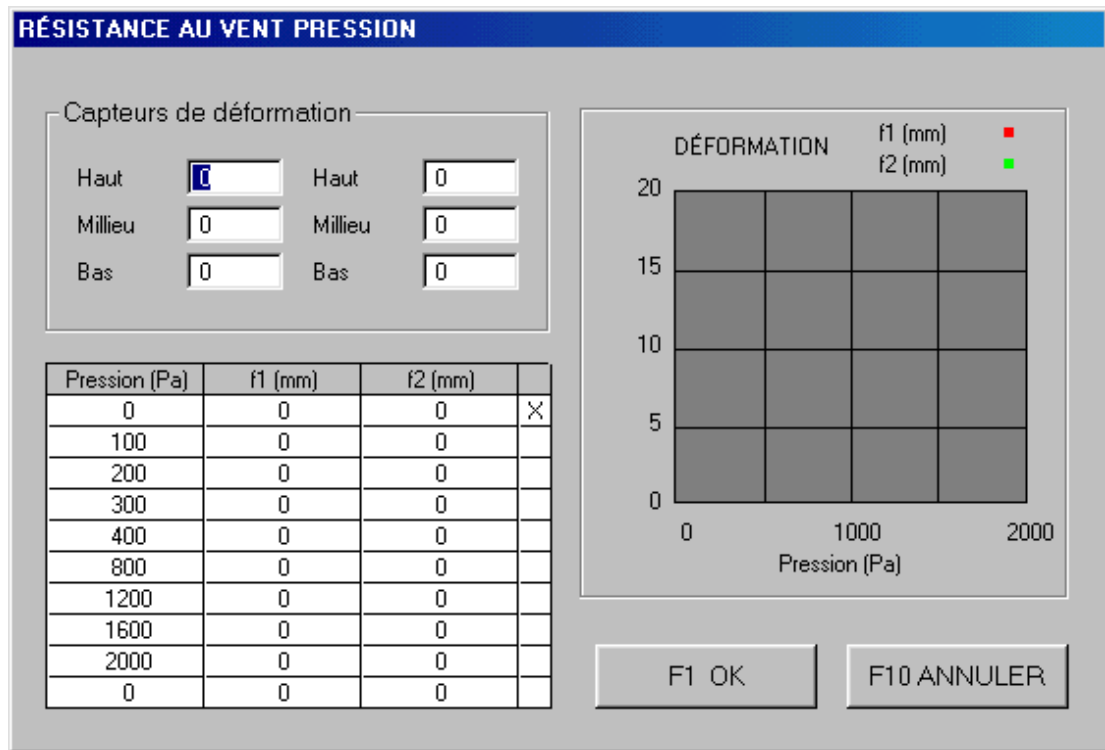 RÉSISTANCE AU VENT PRESSION
Capteurs de déformation
Haut 0 Haut 0
Millieu 0 Millieu 0
Bas 0 Bas 0
Pression (Pa) f1 (mm) f2 (mm)
0 0 0 X
100 0 0
200 0 0
300 0 0
400 0 0
800 0 0
1200 0 0
1600 0 0
2000 0 0
0 0 0
DÉFORMATION
f1 (mm)
f2 (mm)
20
15
10
5
0
0 1000 2000
Pression (Pa)
F1 OK
F10 ANNULER